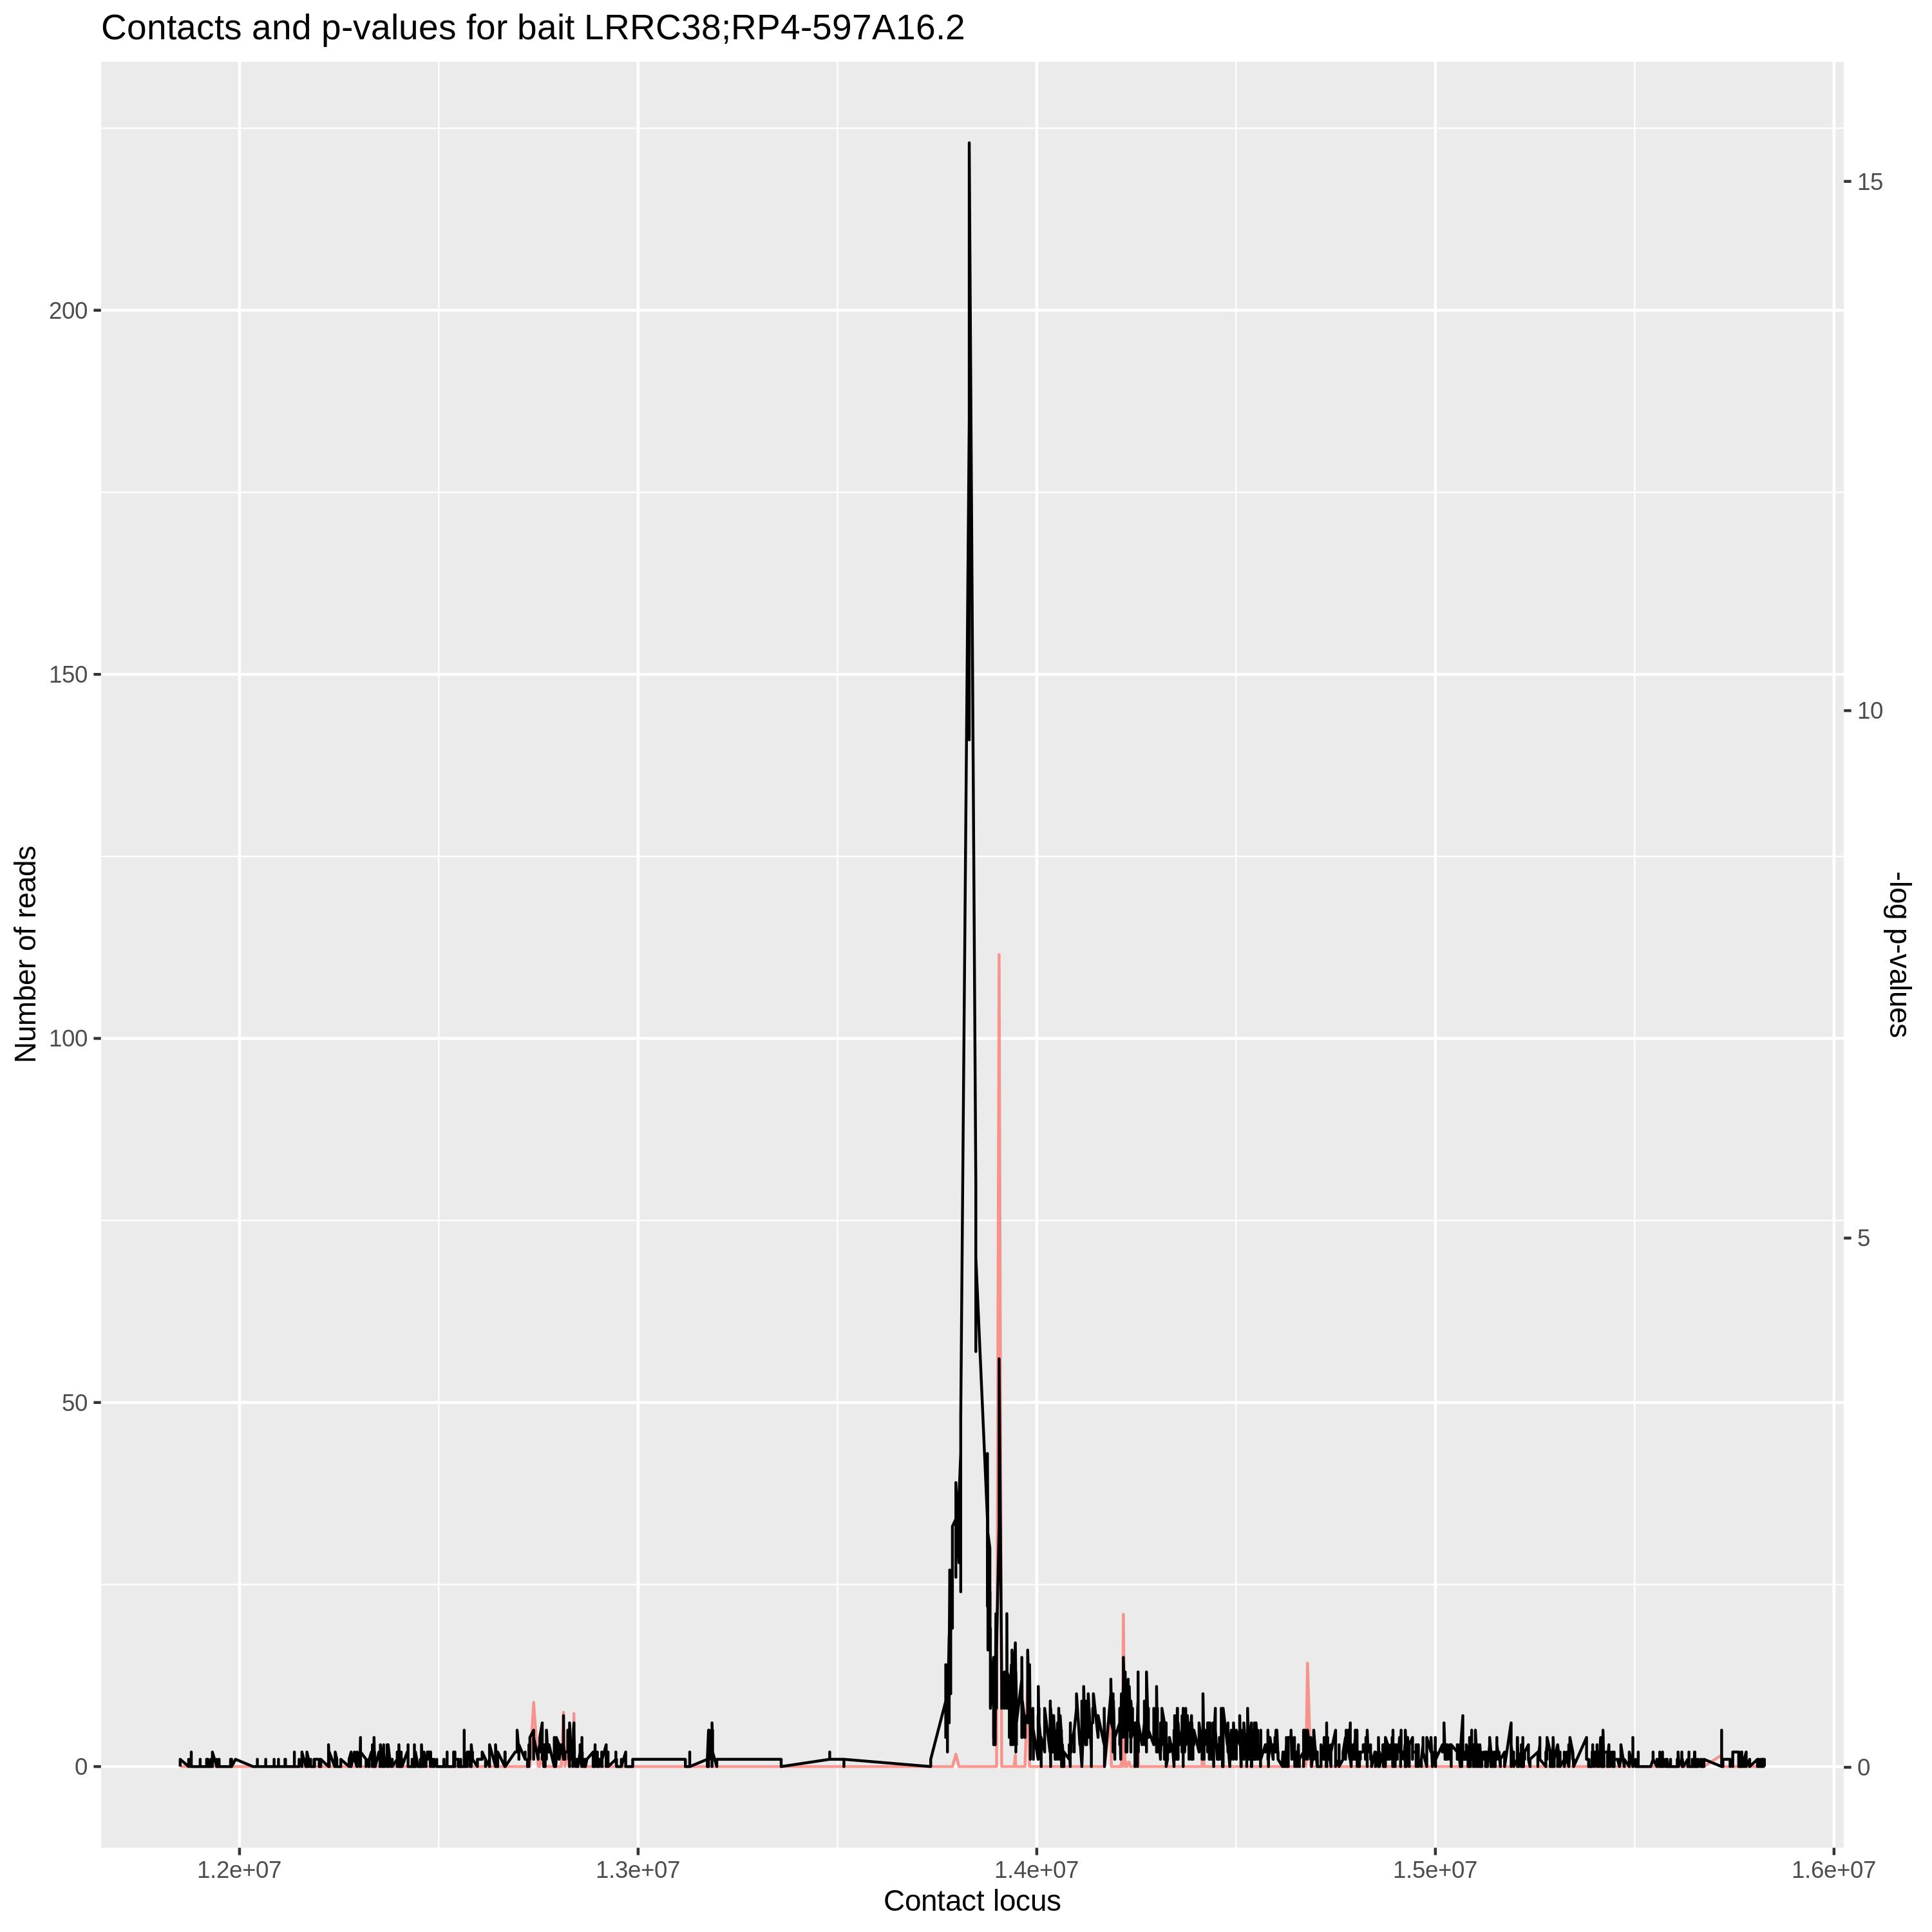 Contacts and p-values for bait LRRC38;RP4-597A16.2
200
150
100
50
0
15
10
5
0
Number of reads
-log p-values
1.2e+07
1.3e+07
1.4e+07
1.5e+07
1.6e+07
Contact locus